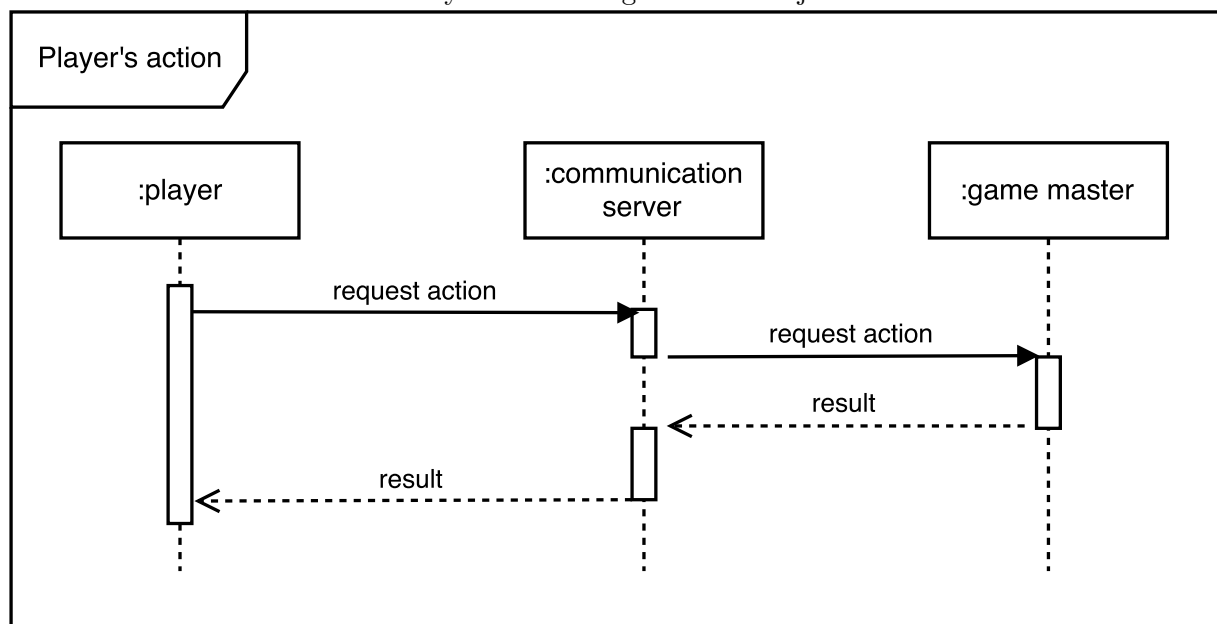 Player's action
:player
:communication
server
:game master
request action
request action
result
result